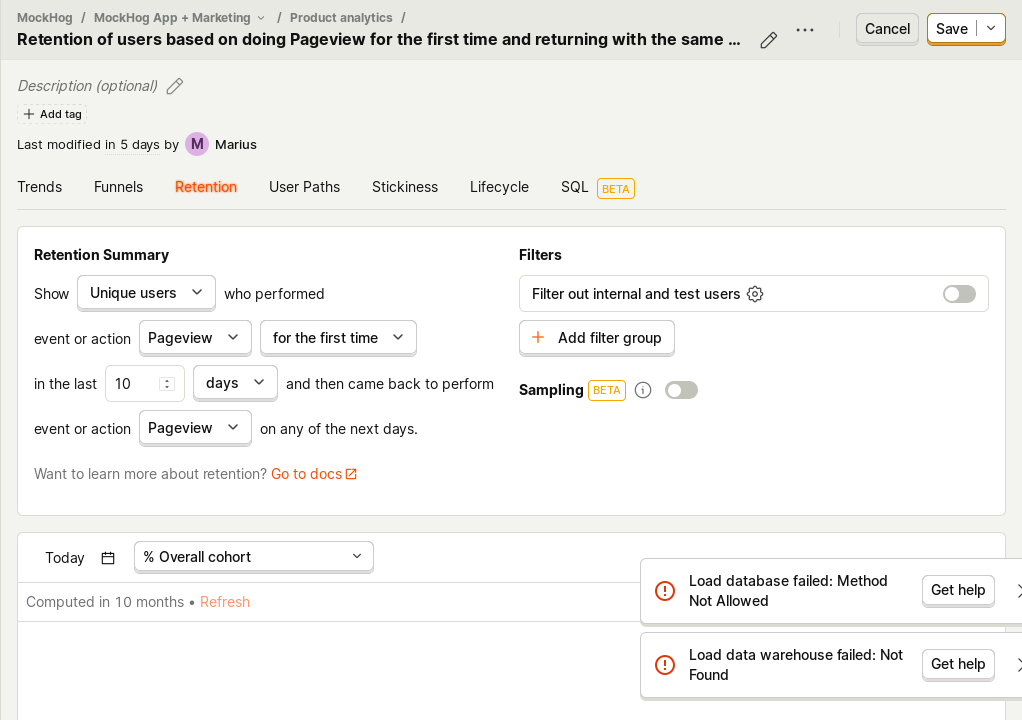 MockHog / MockHog App + Marketing / Product analytics /
Retention of users based on doing Pageview for the first time and returning with the same ...
Cancel
Save
Description (optional)
Add tag
Last modified in 5 days by M Marius
Trends Funnels Retention User Paths Stickiness Lifecycle SQL BETA
Retention Summary
Show Unique users who performed
event or action Pageview for the first time
in the last 10 days and then came back to perform
event or action Pageview on any of the next days.
Want to learn more about retention? Go to docs
Filters
Filter out internal and test users
Add filter group
Sampling BETA
Today % Overall cohort
Computed in 10 months • Refresh
Load database failed: Method
Not Allowed
Get help
Load data warehouse failed: Not
Found
Get help